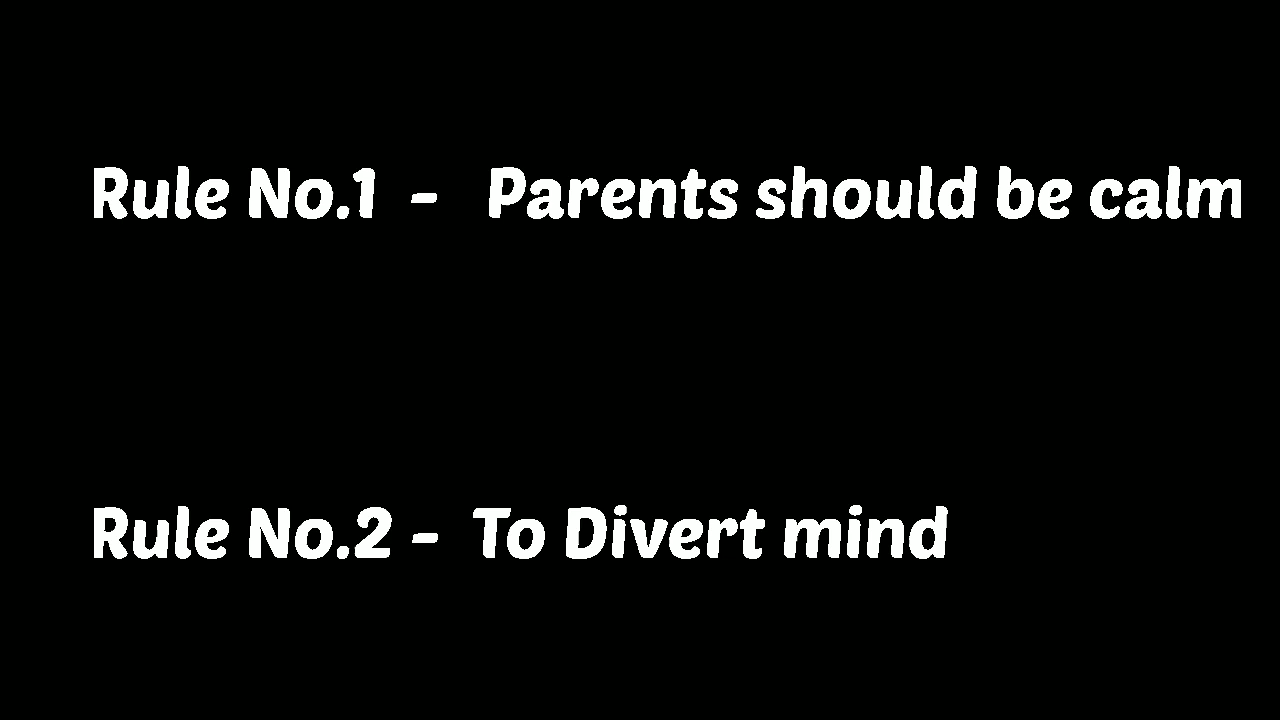 Rule No.1 - Parents should be calm
Rule No.2 - To Divert mind